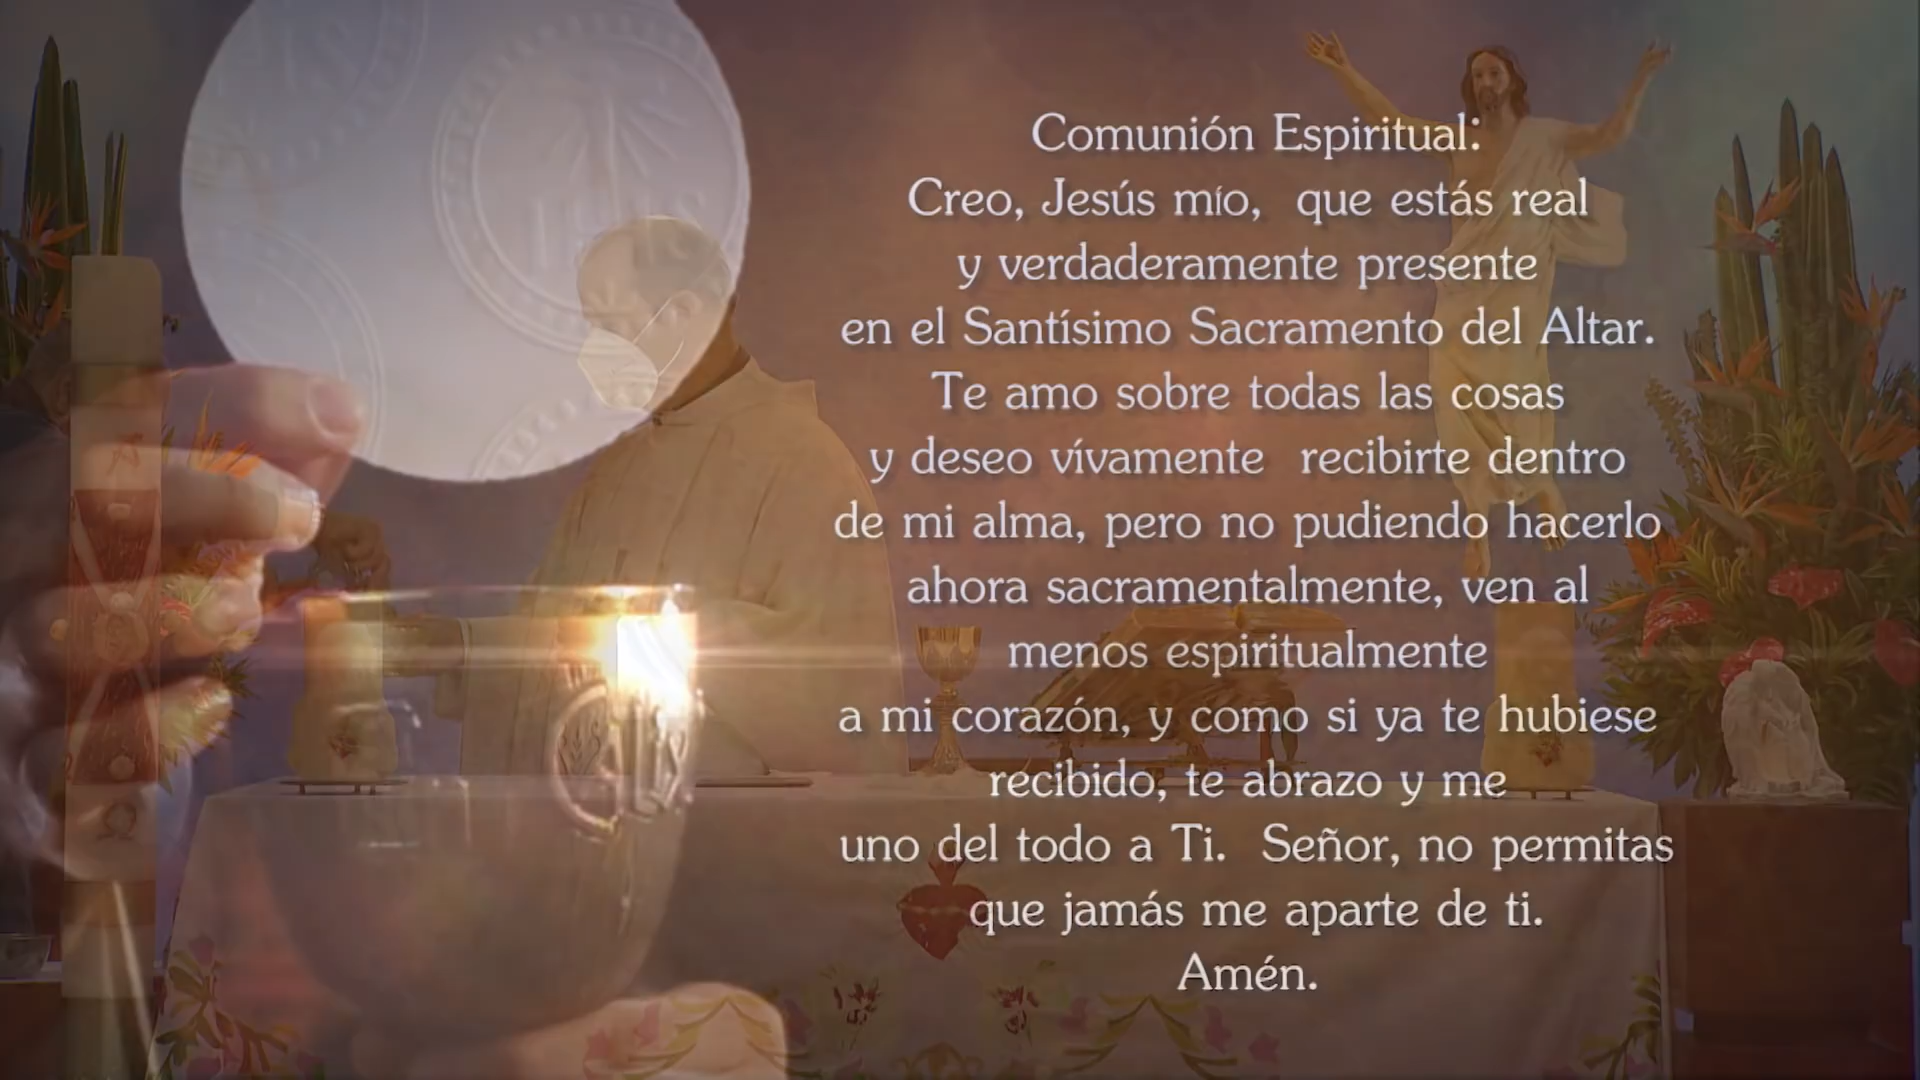 Comunión Espiritual:
Creo, Jesús mío, que estás real
y verdaderamente presente
en el Santísimo Sacramento del Altar.
Te amo sobre todas las cosas
y deseo vívamente recibirte dentro
de mi alma, pero no pudiendo hacerlo
ahora sacramentalmente, ven al
menos espiritualmente
a mi corazón, y como si ya te hubiese
recibido, te abrazo y me
uno del todo a Ti. Señor, no permitas
que jamás me aparte de ti.
Amén.